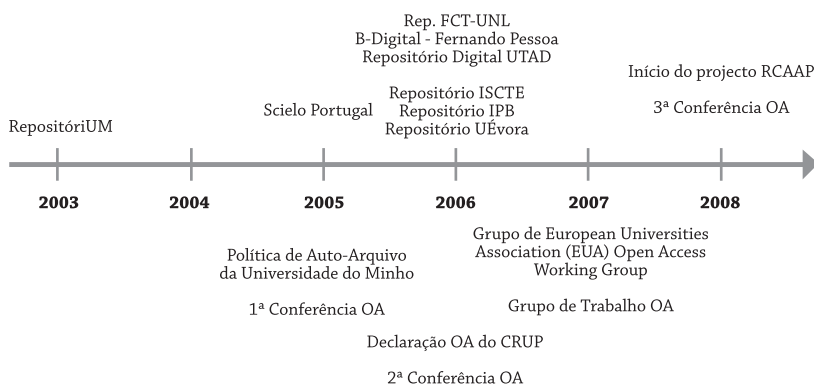 Rep. FCT-UNL
B-Digital - Fernando Pessoa
Repositório Digital UTAD
Início do projecto RCAAP
Repositório ISCTE
Scielo Portugal
Repositório IPB
3ª Conferência OA
RepositóriUM
Repositório UÉvora
2003
2004
2005
2006
2007
2008
Política de Auto-Arquivo
da Universidade do Minho
1ª Conferência OA
Grupo de European Universities
Association (EUA) Open Access
Working Group
Grupo de Trabalho OA
Declaração OA do CRUP
2ª Conferência OA